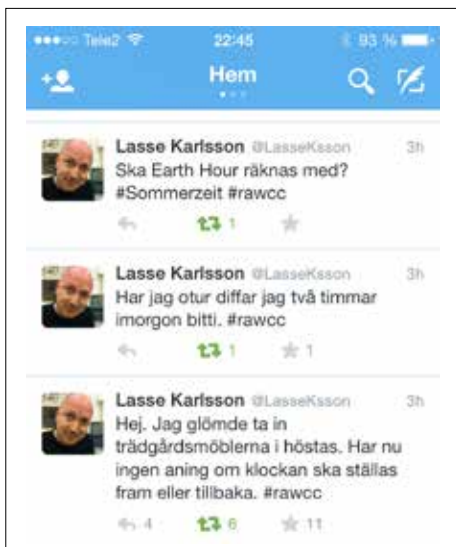 Tele2 22:45 93 %
Hem
Lasse Karlsson @LasseKsson 3h
Ska Earth Hour räknas med?
#Sommerzeit #rawcc
1
Lasse Karlsson @LasseKsson 3h
Har jag otur diffar jag två timmar
imorgon bitti. #rawcc
1 1
Lasse Karlsson @LasseKsson 3h
Hej. Jag glömde ta in
trädgårdsmöblerna i höstas. Har nu
ingen aning om klockan ska ställas
fram eller tillbaka. #rawcc
4 6 11